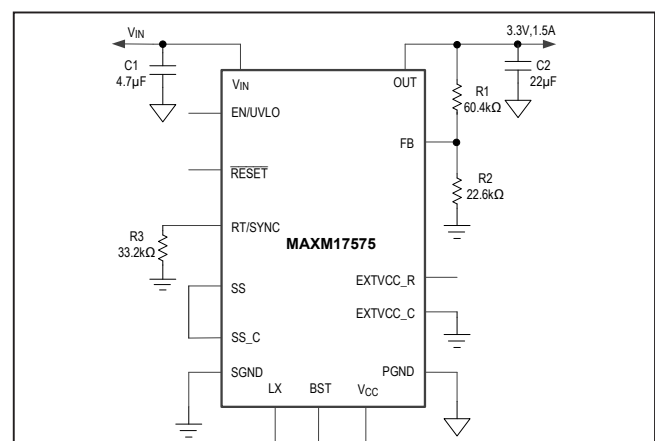 VIN
3.3V,1.5A
C1
4.7µF
C2
22µF
VIN
OUT
R1
60.4kΩ
EN/UVLO
FB
RESET
R2
22.6kΩ
RT/SYNC
R3
33.2kΩ
MAXM17575
EXTVCC_R
SS
EXTVCC_C
SS_C
SGND
PGND
LX
BST
VCC